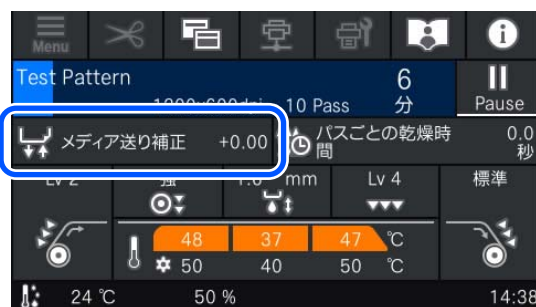 Menu
Test Pattern
6
分
10 Pass
Pause
メディア送り補正 +0.00
パスごとの乾燥時間
0.0
秒
Lv 2
強
mm
Lv 4
標準
48 37 47 ℃
50 40 50 ℃
24 ℃ 50 % 14:38